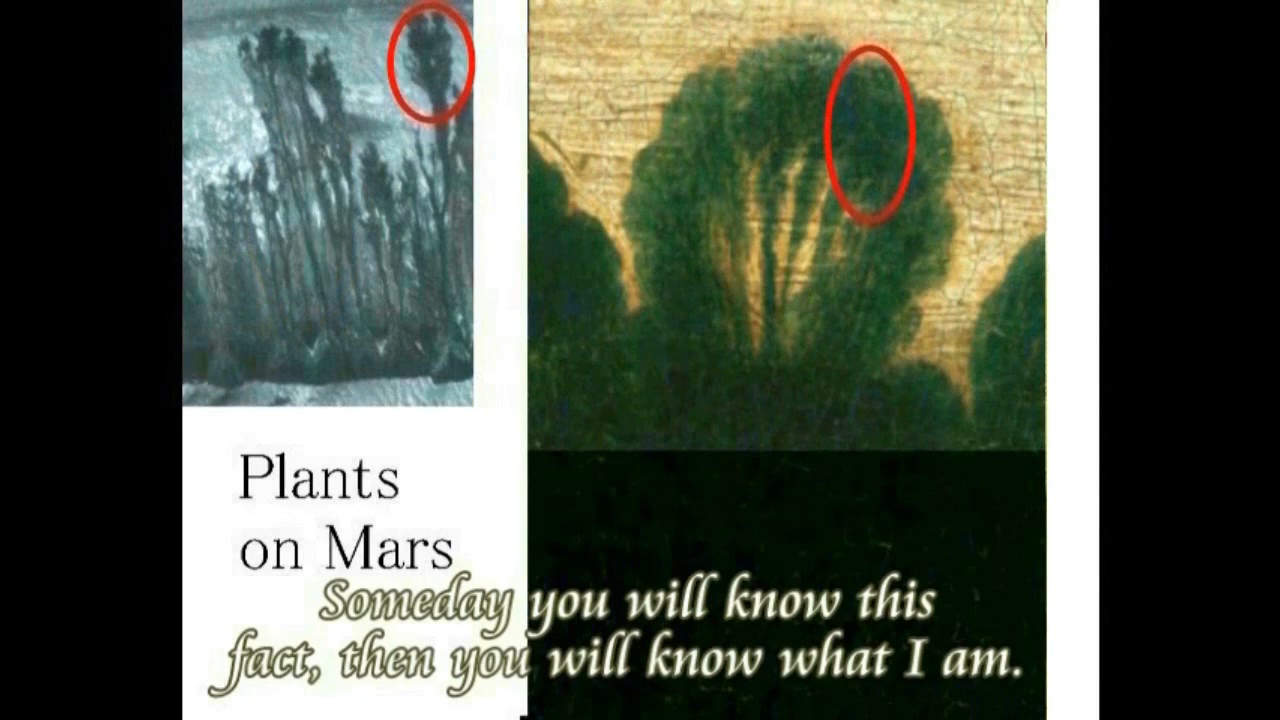 Plants
on Mars
Someday you will know this
fact, then you will know what I am.